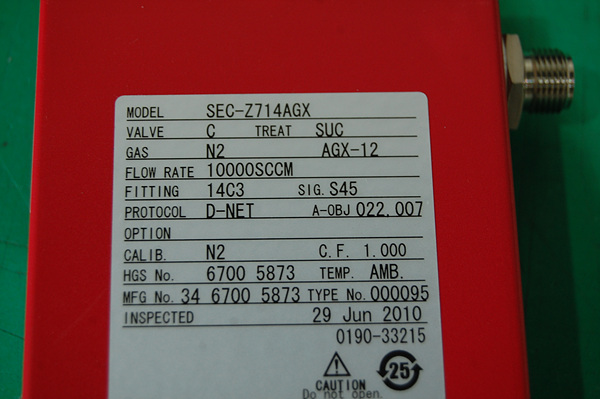 MODEL SEC-Z714AGX
VALVE C TREAT SUC
GAS N2 AGX-12
FLOW RATE 10000SCCM
FITTING 14C3 SIG. S45
PROTOCOL D-NET A-OBJ 022.007
OPTION
CALIB. N2 C.F. 1.000
HGS No. 6700 5873 TEMP. AMB.
MFG No. 34 6700 5873 TYPE No. 000095
INSPECTED 29 Jun 2010
0190-33215
25
CAUTION
Do not open.